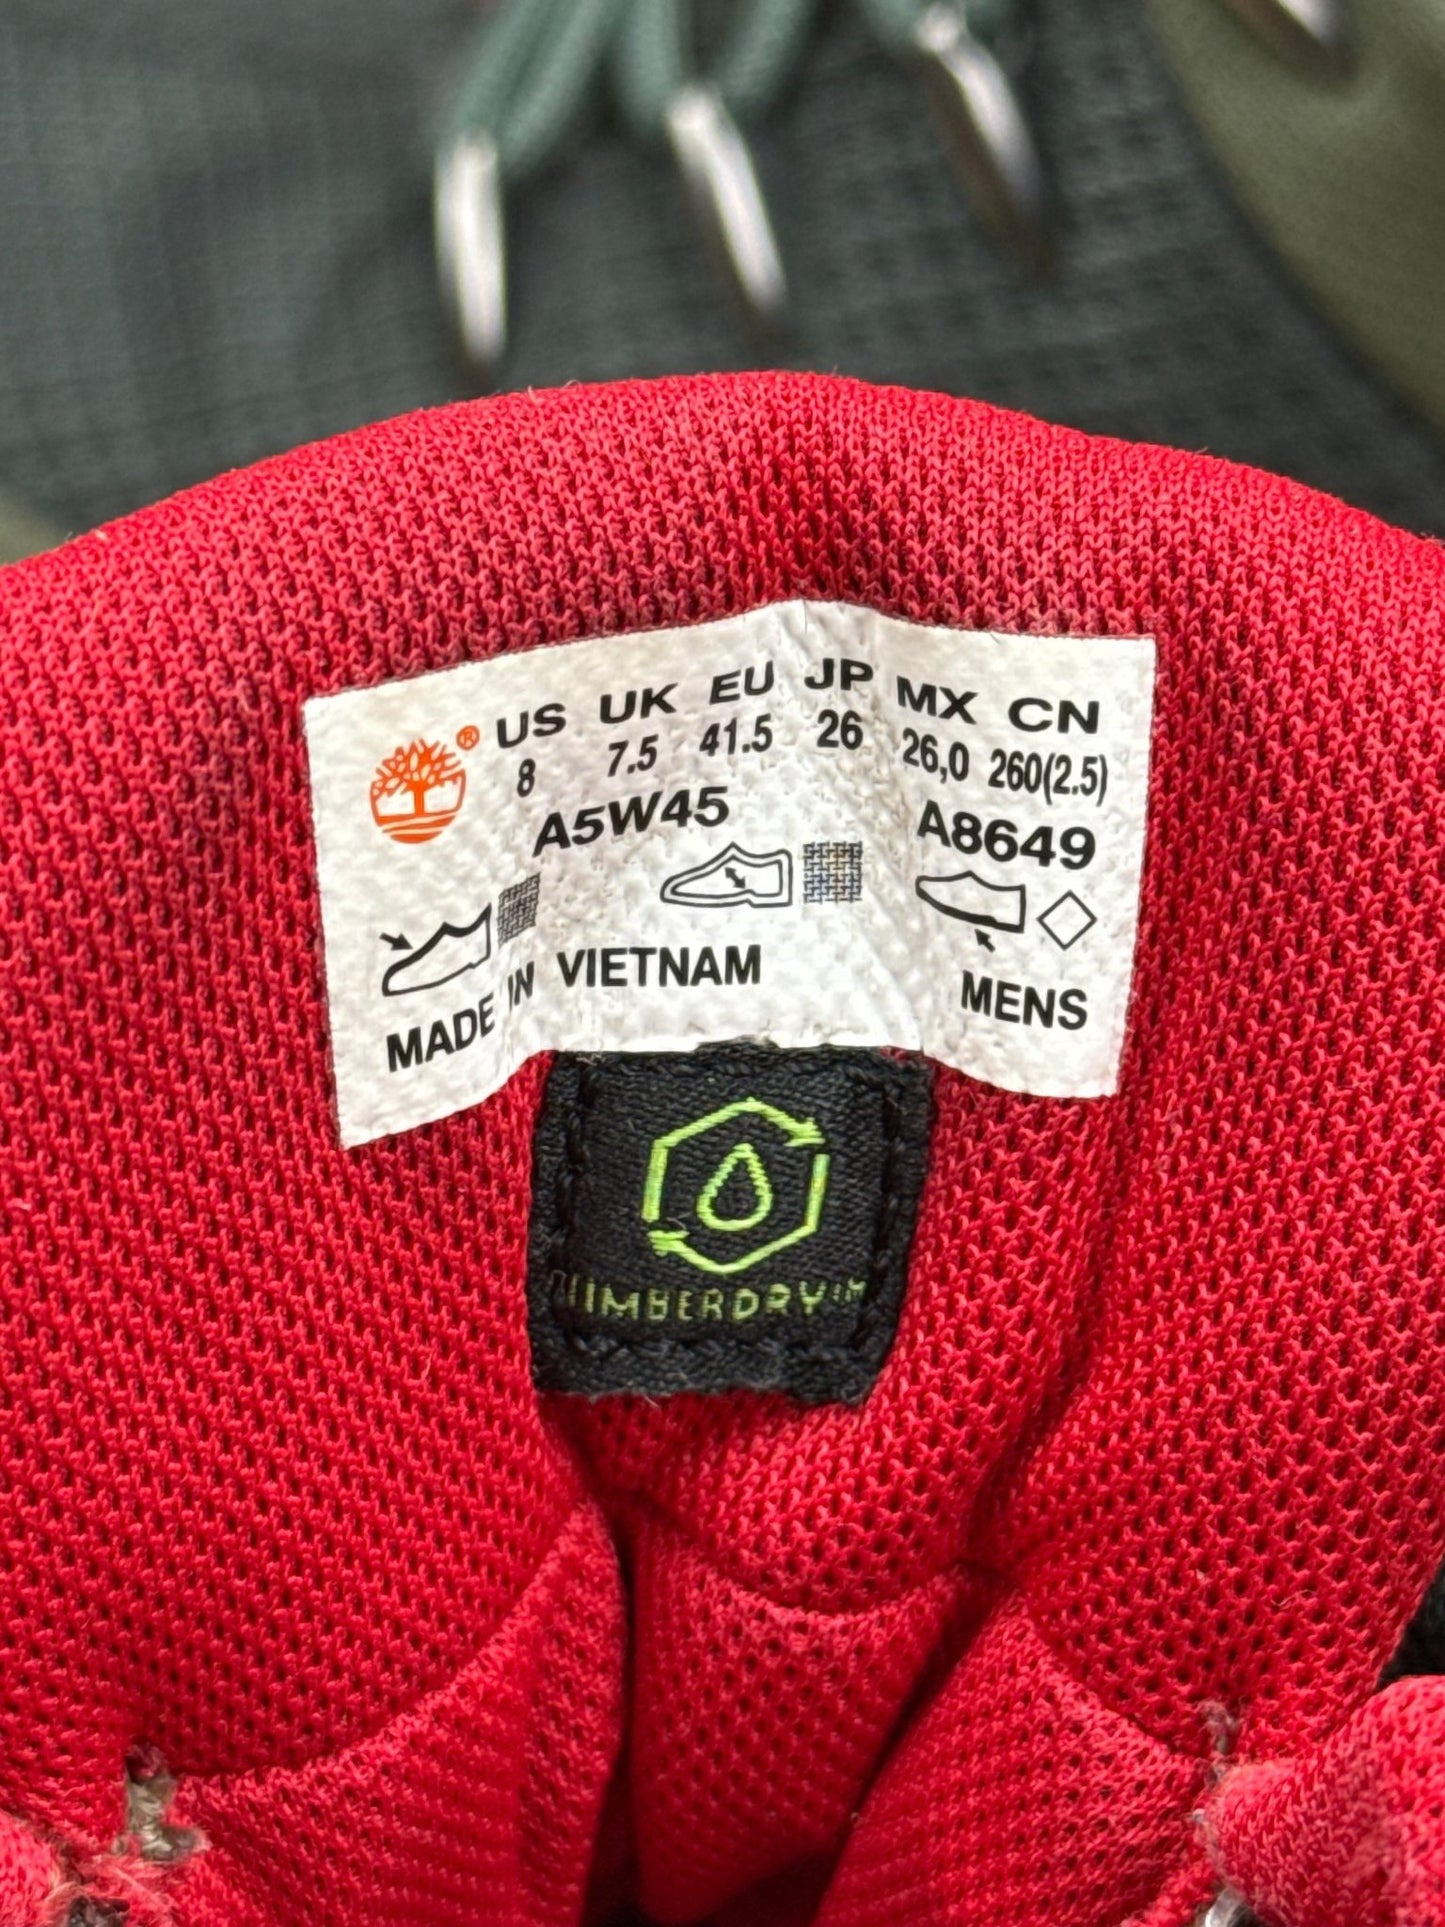 ® US UK EU JP MX CN
8 7.5 41.5 26 26,0 260(2.5)
A5W45 A8649
MADE IN VIETNAM MENS
TIMBERDRY™